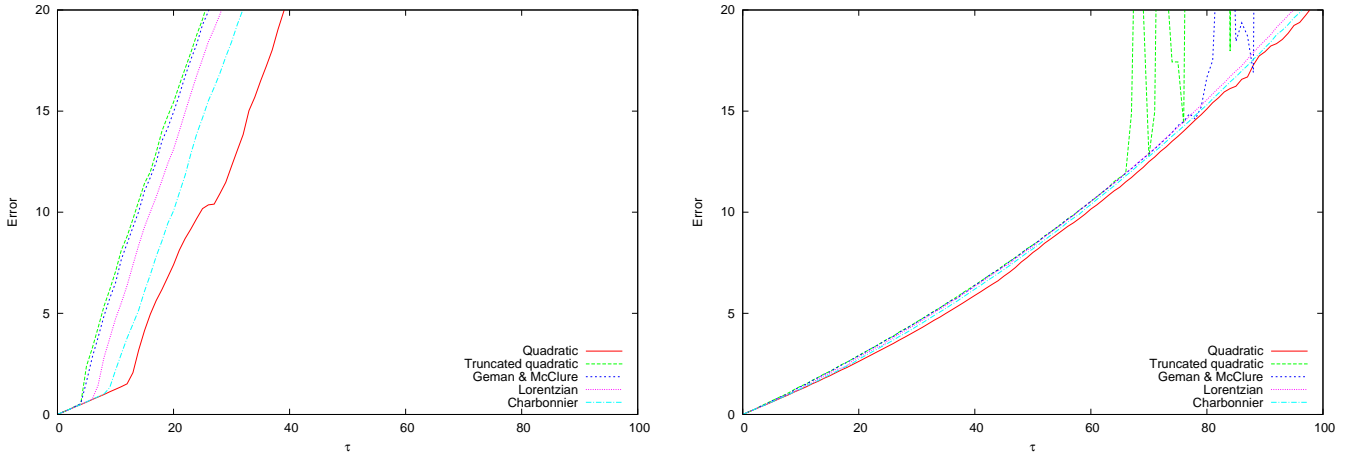 20
15
10
5
0
Error
Quadratic
Truncated quadratic
Geman & McClure
Lorentzian
Charbonnier
0 20 40 60 80 100
τ
20
15
10
5
0
Error
Quadratic
Truncated quadratic
Geman & McClure
Lorentzian
Charbonnier
0 20 40 60 80 100
τ